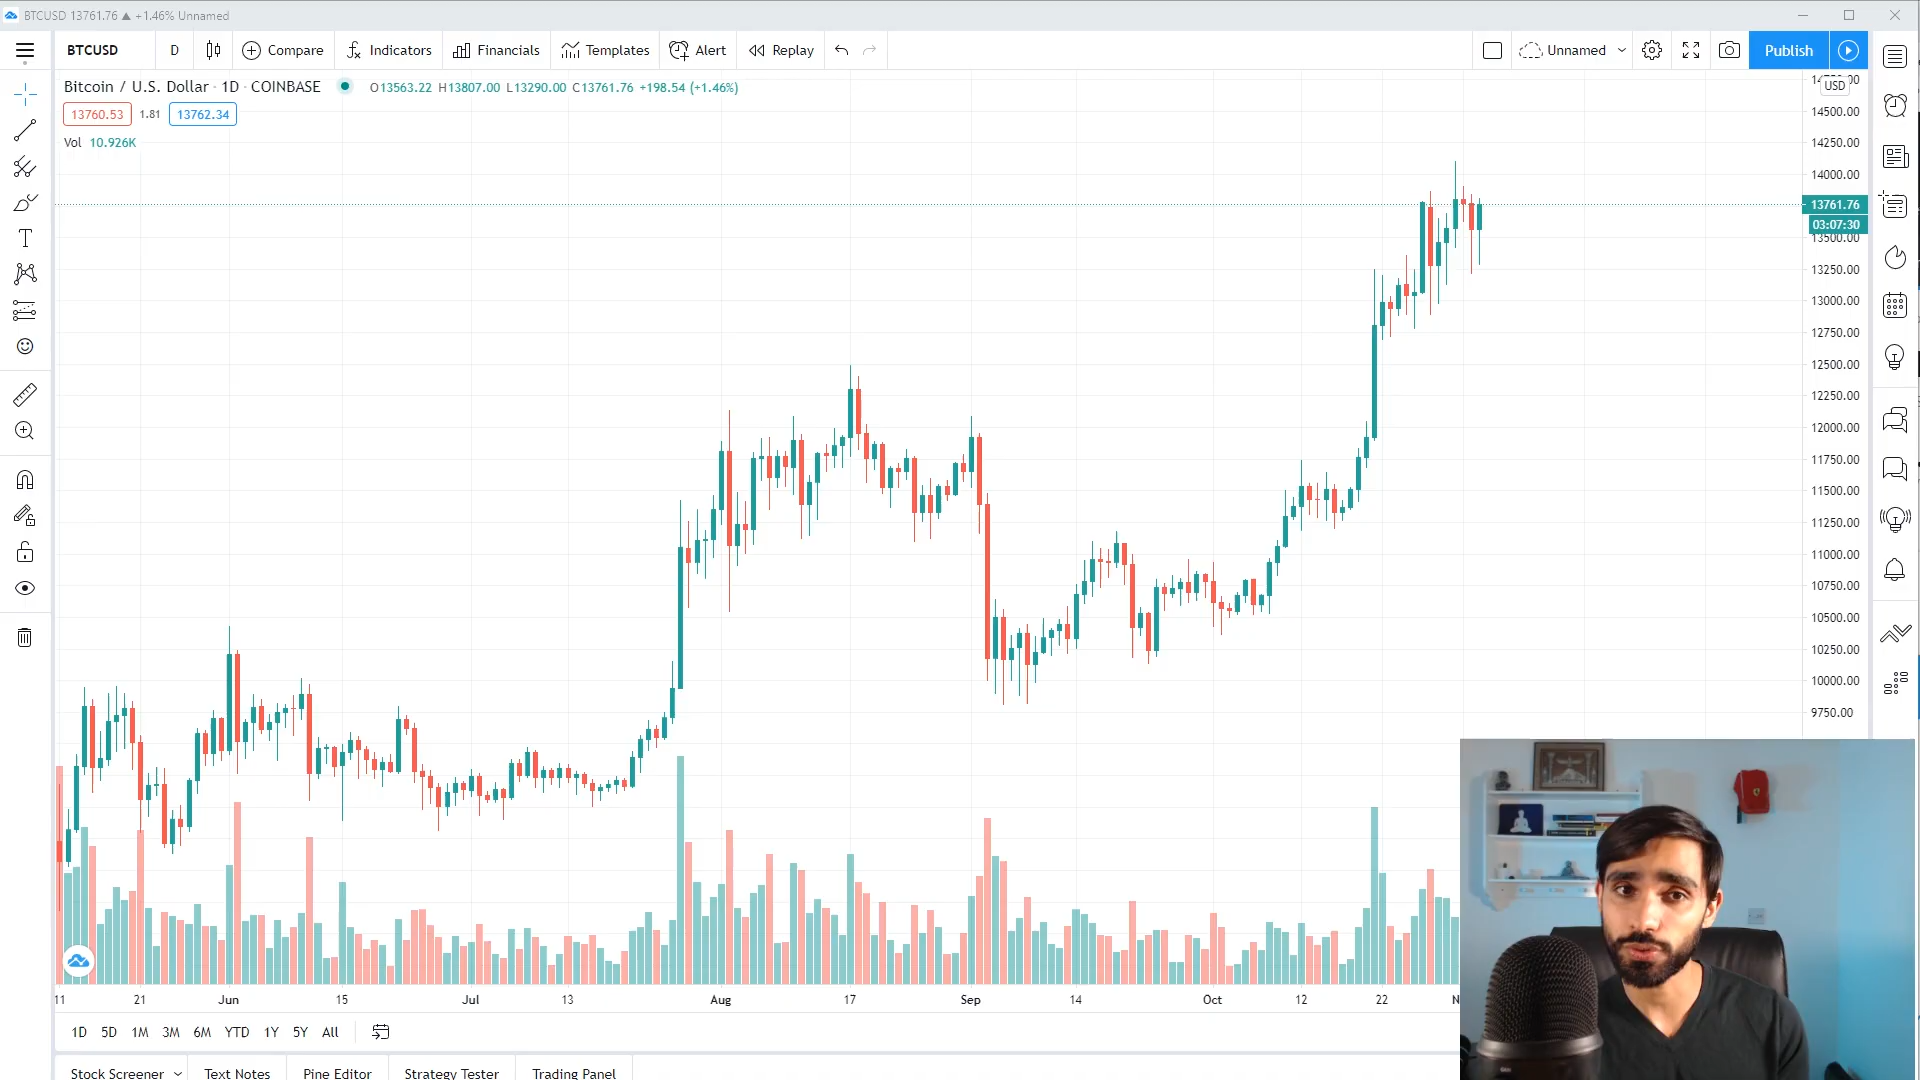 BTCUSD 13761.76 ▲ +1.46% Unnamed
BTCUSD D Compare Indicators Financials Templates Alert Replay Unnamed Publish
Bitcoin / U.S. Dollar · 1D · COINBASE O13563.22 H13807.00 L13290.00 C13761.76 +198.54 (+1.46%)
13760.53 1.81 13762.34
Vol 10.926K
USD
14500.00
14250.00
14000.00
13761.76
03:07:30
13500.00
13250.00
13000.00
12750.00
12500.00
12250.00
12000.00
11750.00
11500.00
11250.00
11000.00
10750.00
10500.00
10250.00
10000.00
9750.00
11 21 Jun 15 Jul 13 Aug 17 Sep 14 Oct 12 22
1D 5D 1M 3M 6M YTD 1Y 5Y All
Stock Screener Text Notes Pine Editor Strategy Tester Trading Panel